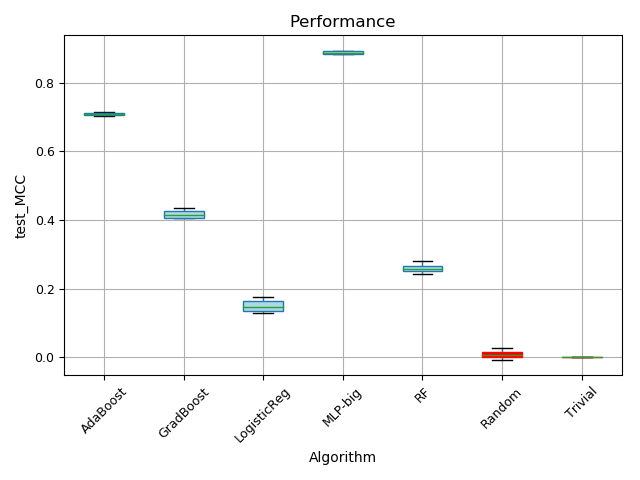 Performance
test_MCC
0.8
0.6
0.4
0.2
0.0
AdaBoost
GradBoost
LogisticReg
MLP-big
RF
Random
Trivial
Algorithm